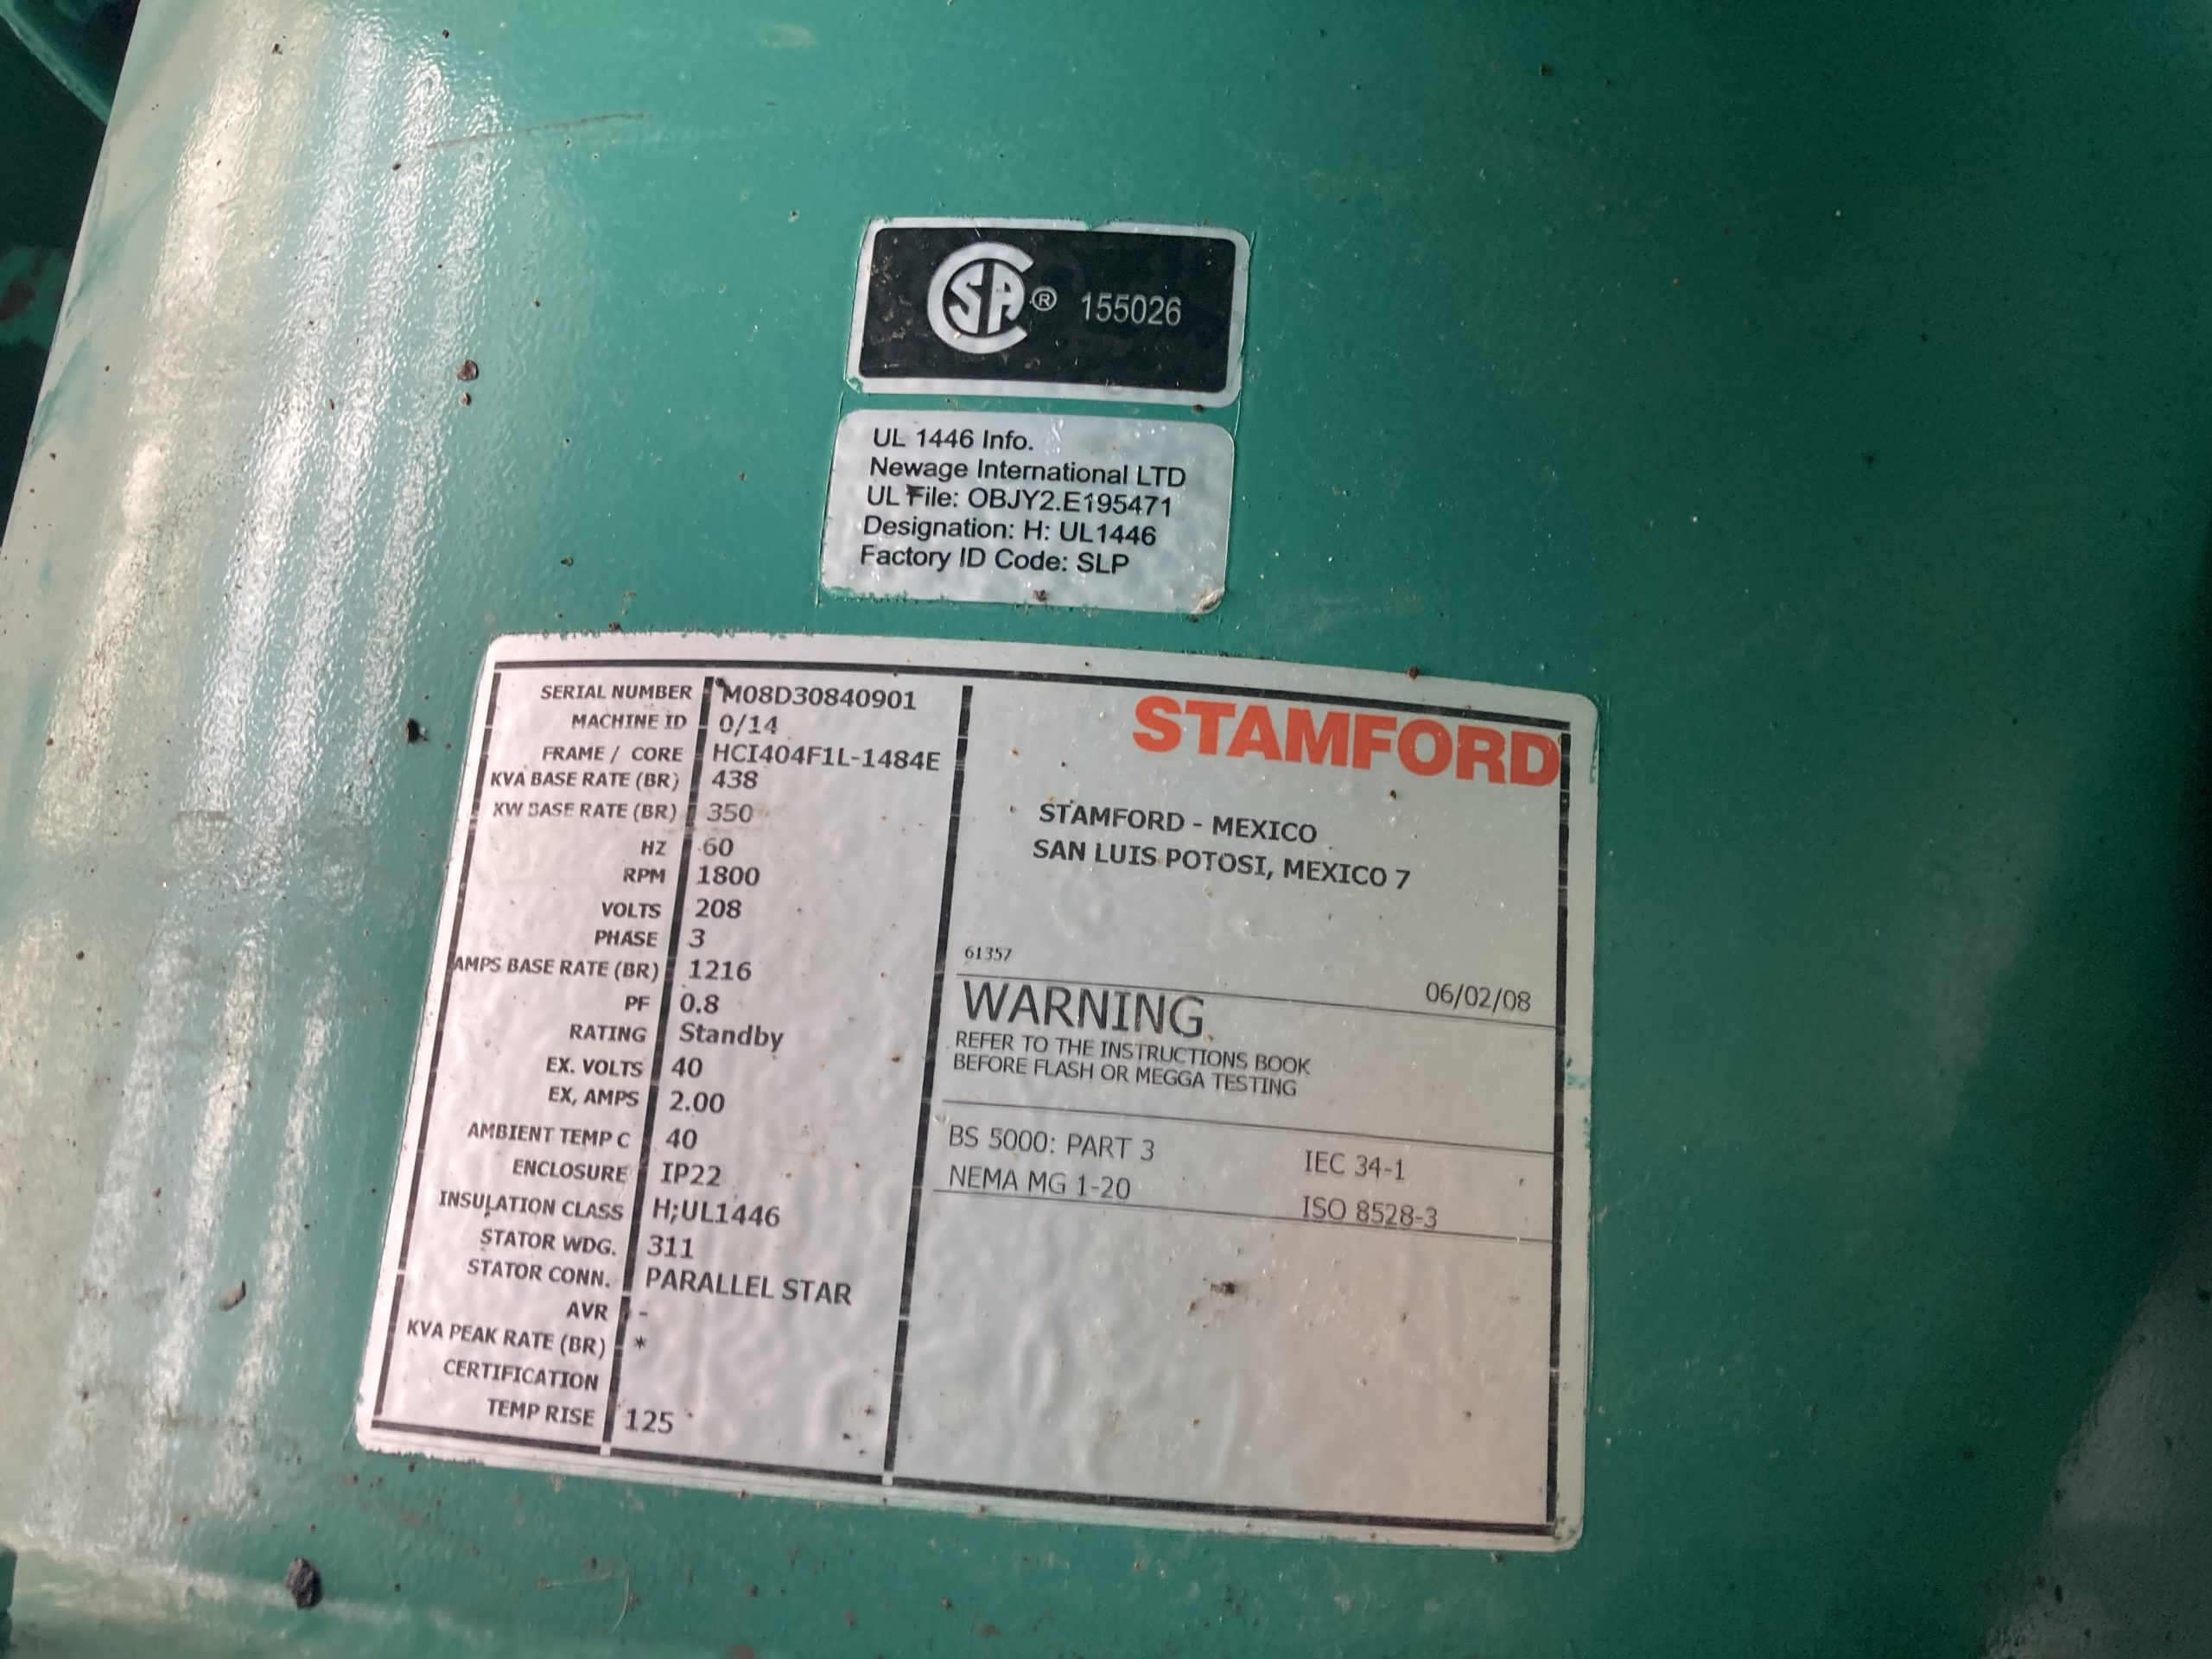 CSA® 155026
UL 1446 Info.
Newage International LTD
UL File: OBJY2.E195471
Designation: H: UL1446
Factory ID Code: SLP
SERIAL NUMBER M08D30840901
MACHINE ID 0/14
FRAME / CORE HCI404F1L-1484E
KVA BASE RATE (BR) 438
KW BASE RATE (BR) 350
HZ 60
RPM 1800
VOLTS 208
PHASE 3
AMPS BASE RATE (BR) 1216
PF 0.8
RATING Standby
EX. VOLTS 40
EX, AMPS 2.00
AMBIENT TEMP C 40
ENCLOSURE IP22
INSULATION CLASS H;UL1446
STATOR WDG. 311
STATOR CONN. PARALLEL STAR
AVR -
KVA PEAK RATE (BR) *
CERTIFICATION
TEMP RISE 125
STAMFORD
STAMFORD - MEXICO
SAN LUIS POTOSI, MEXICO 7
61357
06/02/08
WARNING
REFER TO THE INSTRUCTIONS BOOK
BEFORE FLASH OR MEGGA TESTING
BS 5000: PART 3 IEC 34-1
NEMA MG 1-20 ISO 8528-3